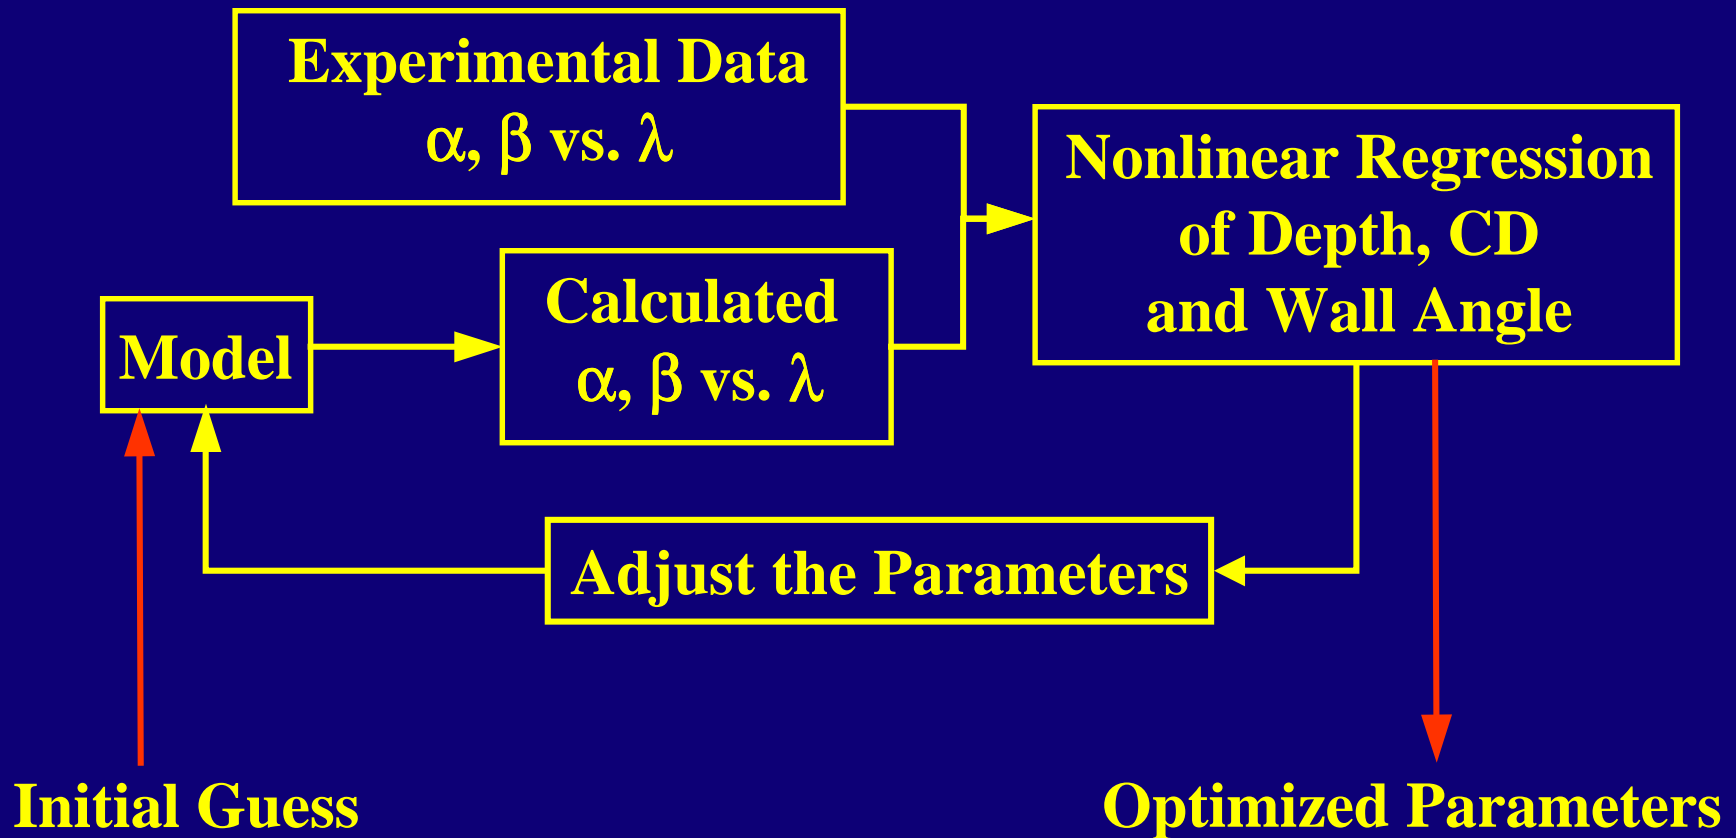 Experimental Data
α, β vs. λ
Nonlinear Regression
of Depth, CD
and Wall Angle
Calculated
α, β vs. λ
Model
Adjust the Parameters
Initial Guess
Optimized Parameters